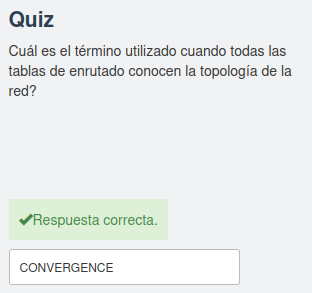 Quiz
Cuál es el término utilizado cuando todas las
tablas de enrutado conocen la topología de la
red?
Respuesta correcta.
CONVERGENCE